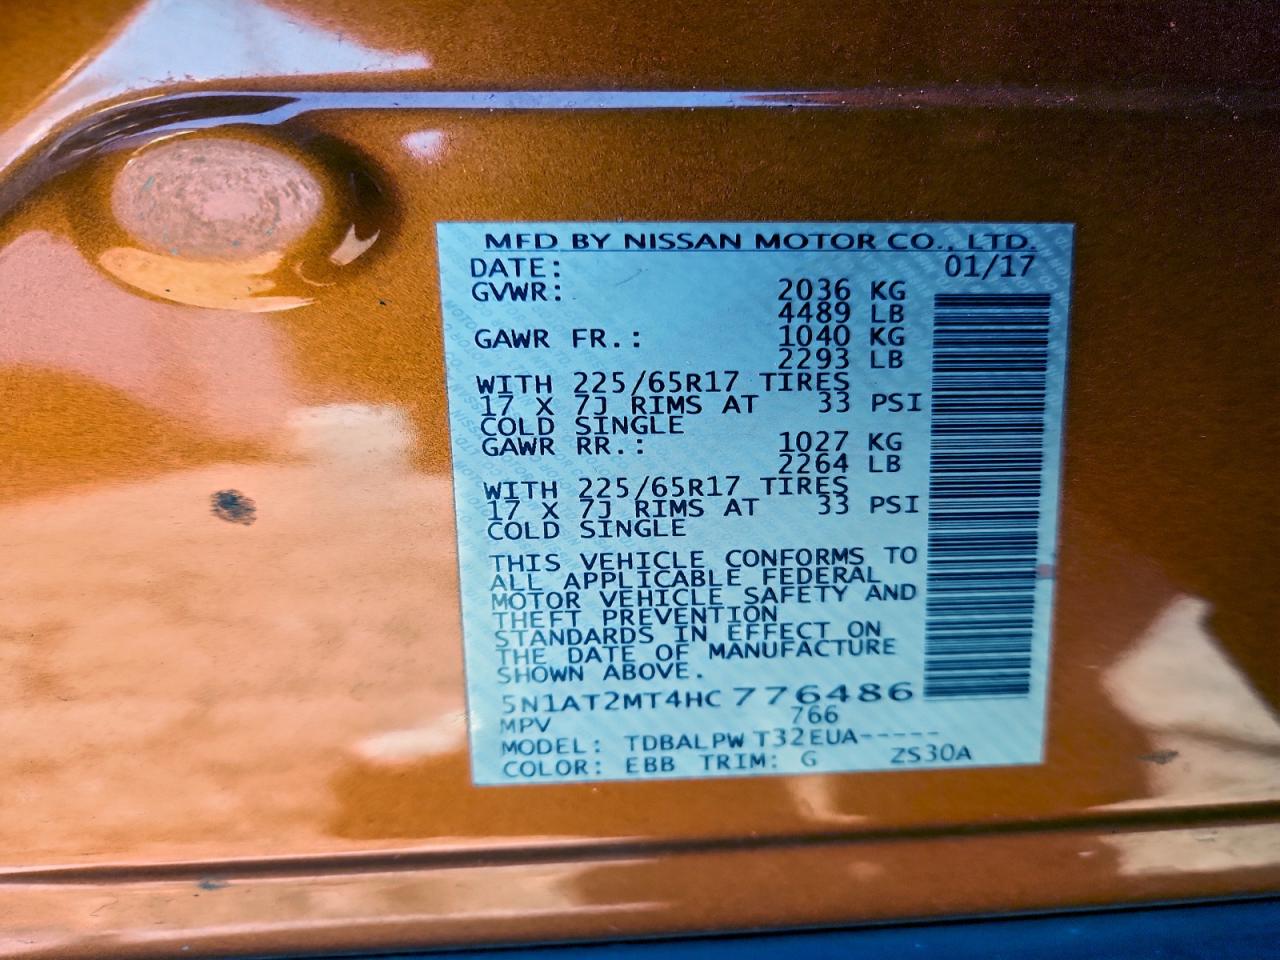 MFD BY NISSAN MOTOR CO., LTD.
DATE: 01/17
GVWR: 2036 KG
4489 LB
GAWR FR.: 1040 KG
2293 LB
WITH 225/65R17 TIRES
17 X 7J RIMS AT 33 PSI
COLD SINGLE
GAWR RR.: 1027 KG
2264 LB
WITH 225/65R17 TIRES
17 X 7J RIMS AT 33 PSI
COLD SINGLE
THIS VEHICLE CONFORMS TO
ALL APPLICABLE FEDERAL
MOTOR VEHICLE SAFETY AND
THEFT PREVENTION
STANDARDS IN EFFECT ON
THE DATE OF MANUFACTURE
SHOWN ABOVE.
5N1AT2MT4HC776486
MPV 766
MODEL: TDBALPWT32EUA-----
COLOR: EBB TRIM: G ZS30A